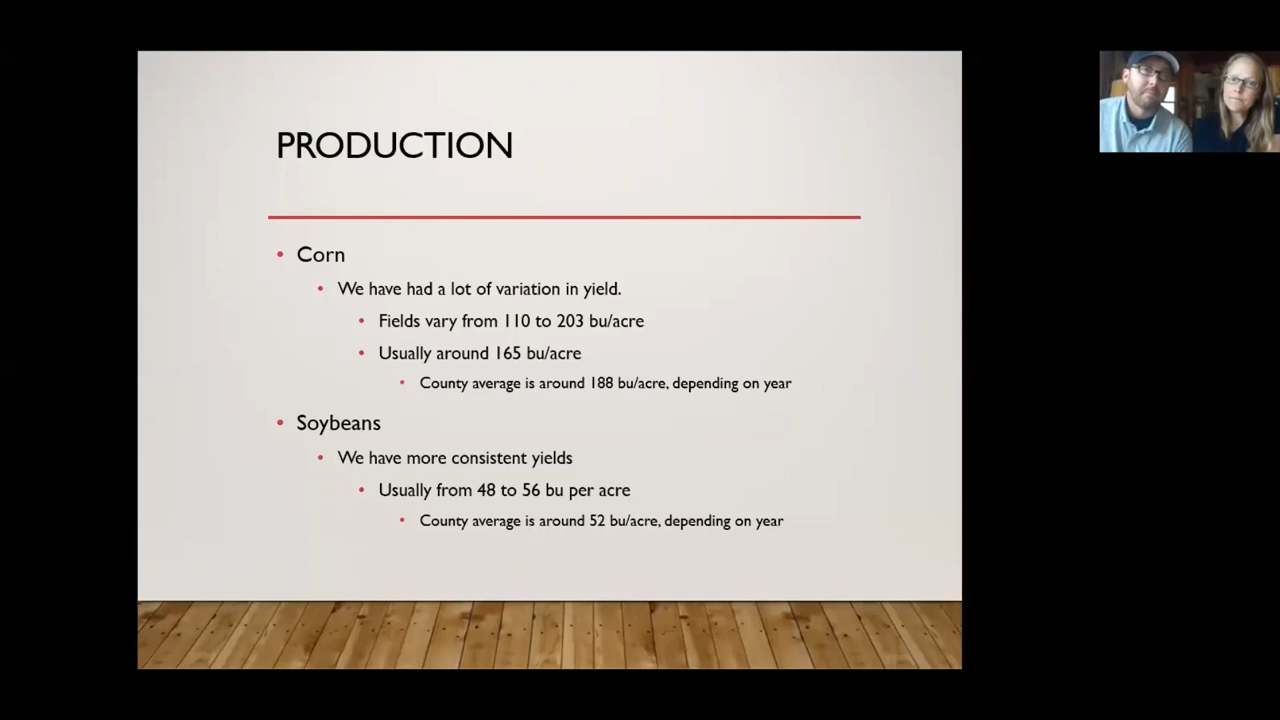 PRODUCTION
• Corn
• We have had a lot of variation in yield.
• Fields vary from 110 to 203 bu/acre
• Usually around 165 bu/acre
• County average is around 188 bu/acre, depending on year
• Soybeans
• We have more consistent yields
• Usually from 48 to 56 bu per acre
• County average is around 52 bu/acre, depending on year